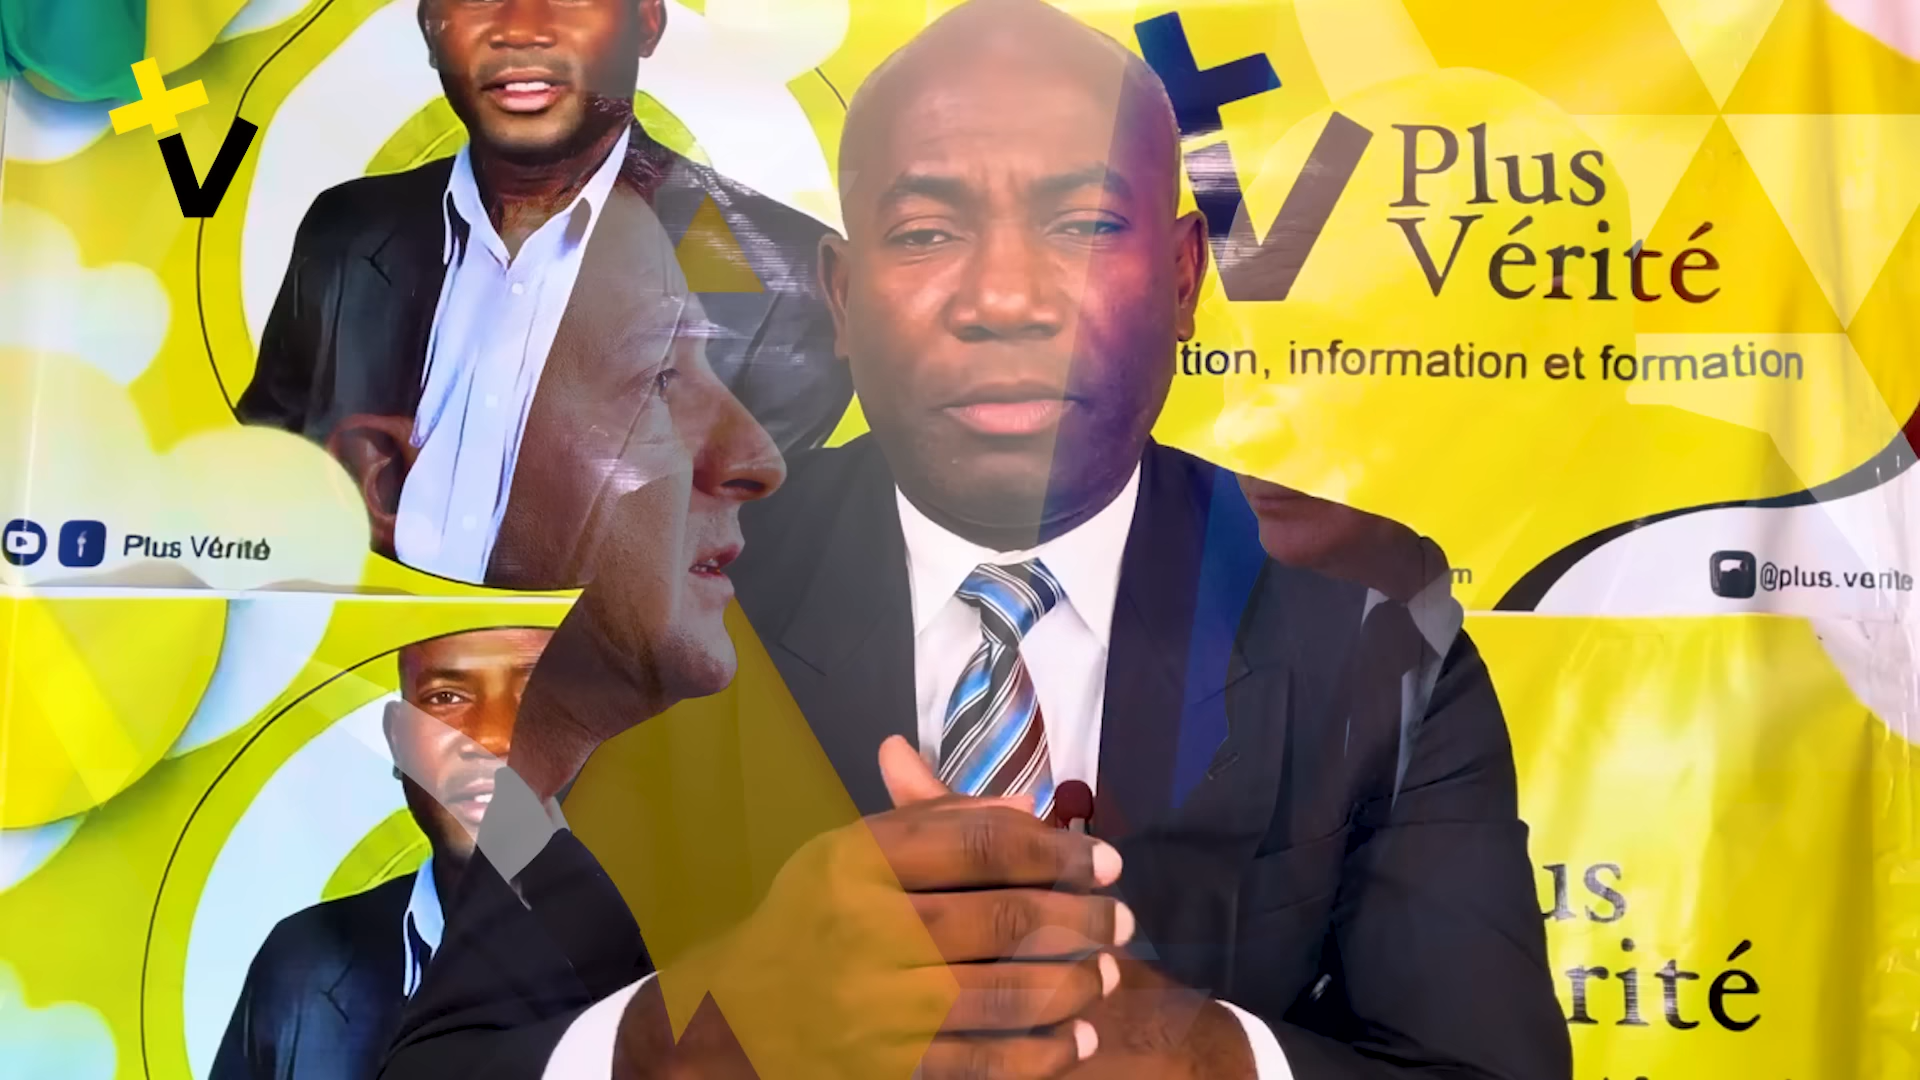 Plus
Vérité
tion, information et formation
Plus Vérité
m
@plus.verite
us
rité